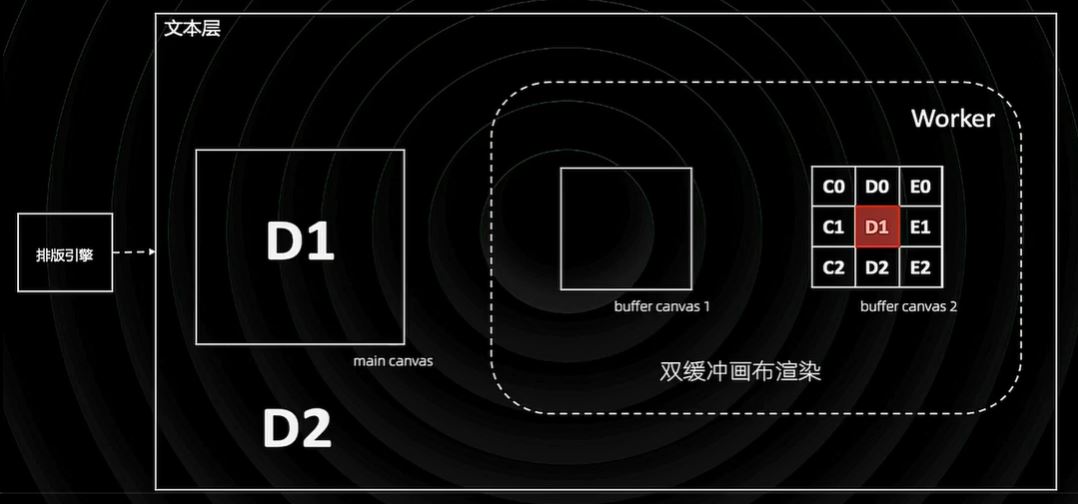 文本层
排版引擎
D1
main canvas
D2
Worker
buffer canvas 1
C0 D0 E0
C1 D1 E1
C2 D2 E2
buffer canvas 2
双缓冲画布渲染